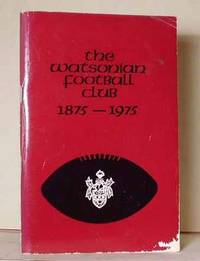 the
watsonian
football
club
1875 — 1975